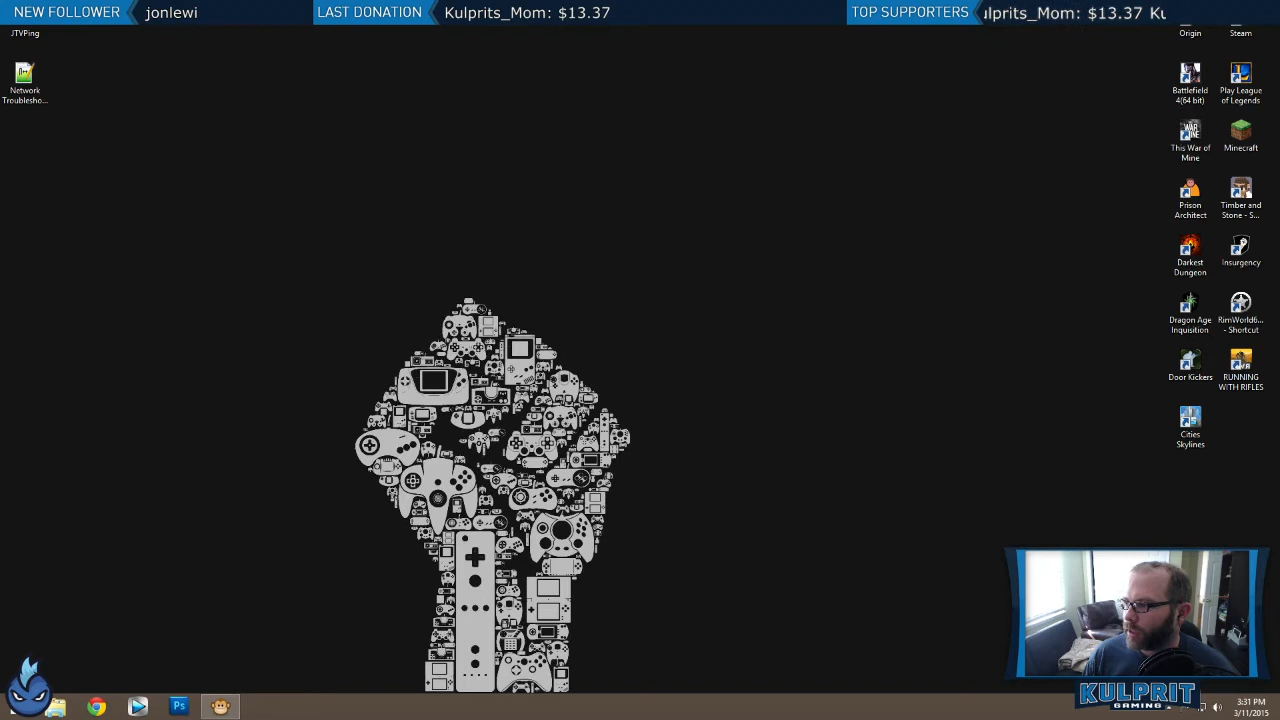 NEW FOLLOWER jonlewi LAST DONATION Kulprits_Mom: $13.37 TOP SUPPORTERS lprits_Mom: $13.37 Ku
JTVPing
Origin
Steam
Network
Troublesho...
Battlefield
4(64 bit)
Play League
of Legends
This War of
Mine
Minecraft
Prison
Architect
Timber and
Stone - S...
Darkest
Dungeon
Insurgency
Dragon Age
Inquisition
RimWorld6...
- Shortcut
Door Kickers
RUNNING
WITH RIFLES
Cities
Skylines
KULPRIT
GAMING
Ps
3:31 PM
3/11/2015